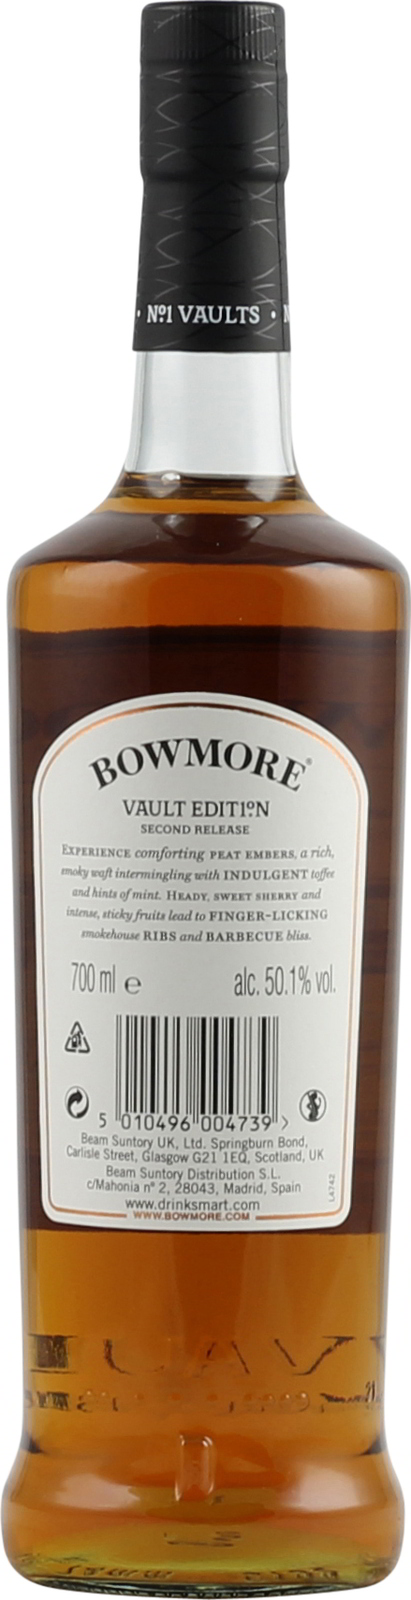 • Nº1 VAULTS • N
BOWMORE®
VAULT EDIT1ºN
SECOND RELEASE
EXPERIENCE comforting PEAT EMBERS, a rich,
smoky waft intermingling with INDULGENT toffee
and hints of mint. HEADY, SWEET SHERRY and
intense, sticky fruits lead to FINGER-LICKING
smokehouse RIBS and BARBECUE bliss.
700 ml e alc. 50.1% vol.
5 010496 004739 >
Beam Suntory UK, Ltd. Springburn Bond,
Carlisle Street, Glasgow G21 1EQ, Scotland, UK
Beam Suntory Distribution S.L.
c/Mahonia nº 2, 28043, Madrid, Spain
www.drinksmart.com
WWW.BOWMORE.COM
L4742